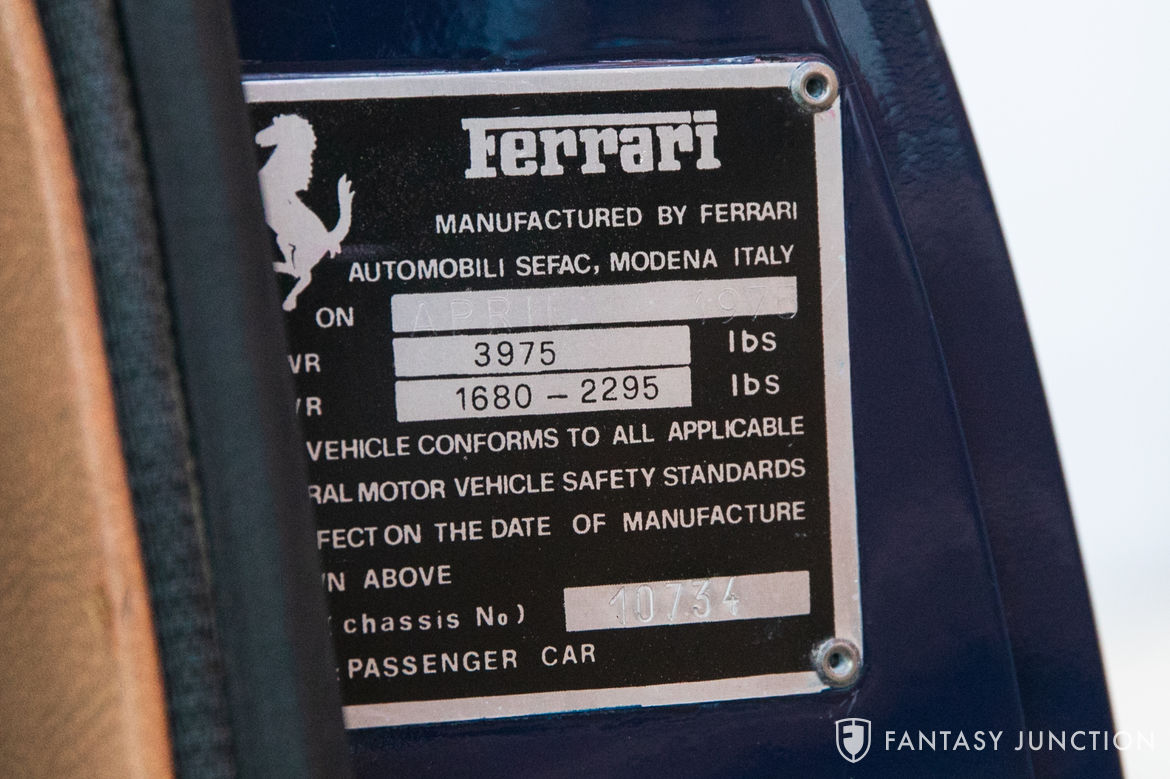 Ferrari
MANUFACTURED BY FERRARI
AUTOMOBILI SEFAC, MODENA ITALY
ON APRIL
VR 3975 lbs
R 1680 - 2295 lbs
VEHICLE CONFORMS TO ALL APPLICABLE
RAL MOTOR VEHICLE SAFETY STANDARDS
FECT ON THE DATE OF MANUFACTURE
N ABOVE
(chassis No) 10734
PASSENGER CAR
FANTASY JUNCTION